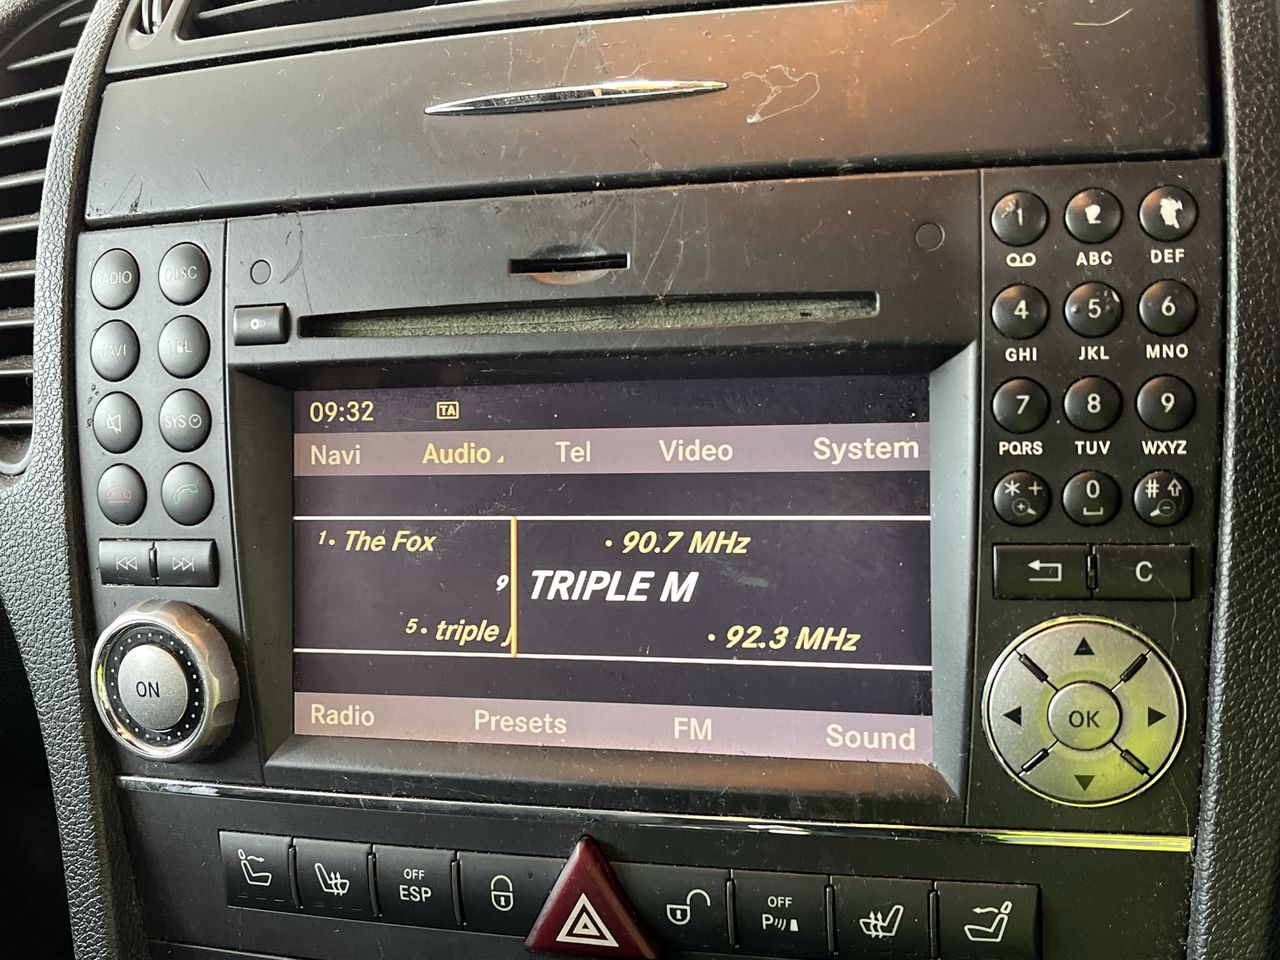 RADIO DISC
NAVI TEL
SYS
ON
09:32 TA
Navi Audio Tel Video System
1• The Fox • 90.7 MHz
9 TRIPLE M
5• triple j • 92.3 MHz
Radio Presets FM Sound
1
ABC DEF
4 5 6
GHI JKL MNO
7 8 9
PQRS TUV WXYZ
* + 0 #
C
OK
OFF
ESP
OFF
P